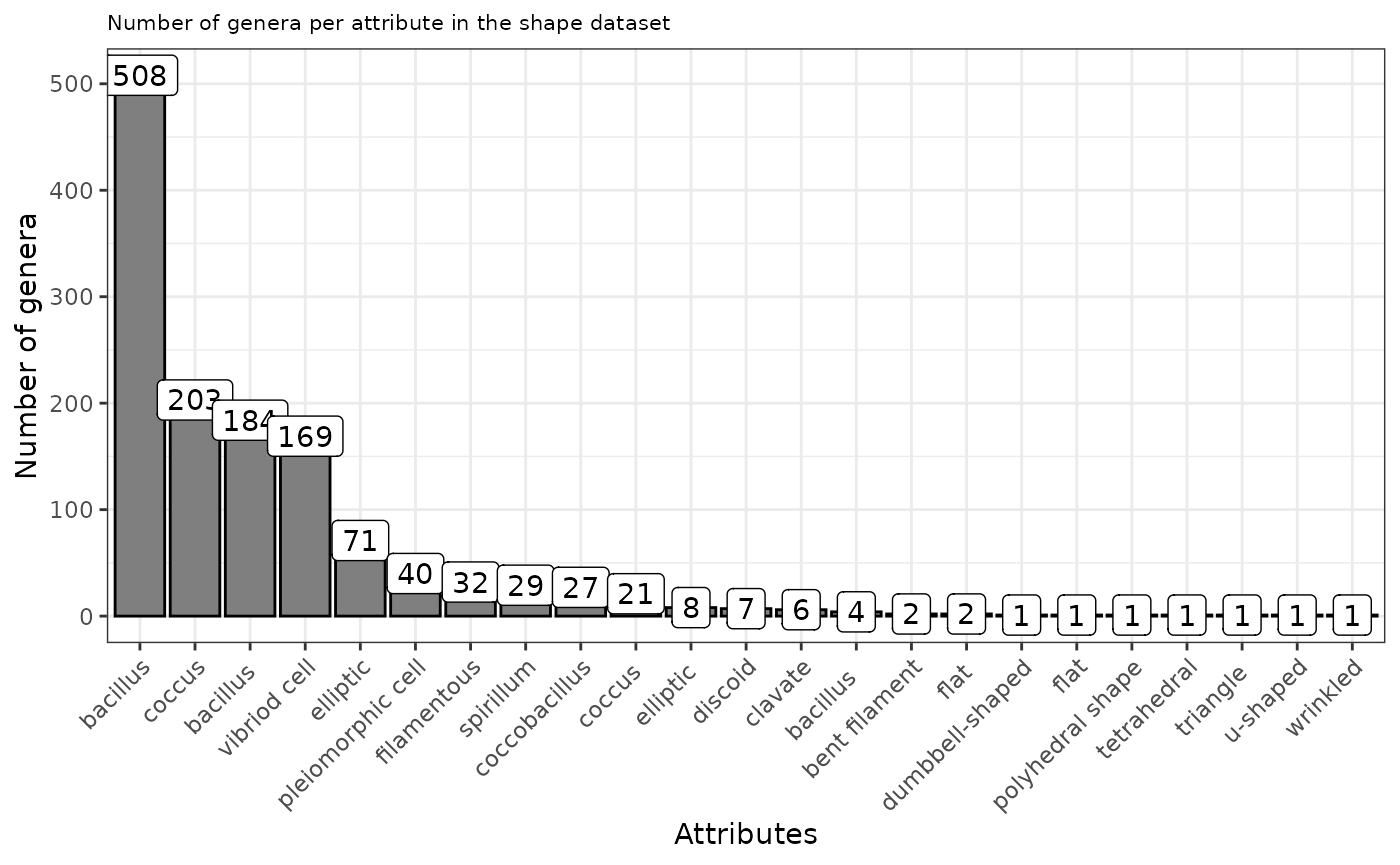 Number of genera per attribute in the shape dataset
Number of genera
500
400
300
200
100
0
508
203
184
169
71
40
32
29
27
21
8
7
6
4
2
2
1
1
1
1
1
1
1
bacillus
coccus
bacillus
vibriod cell
elliptic
pleiomorphic cell
filamentous
spirillum
coccobacillus
coccus
elliptic
discoid
clavate
bacillus
bent filament
flat
dumbbell-shaped
flat
polyhedral shape
tetrahedral
triangle
u-shaped
wrinkled
Attributes